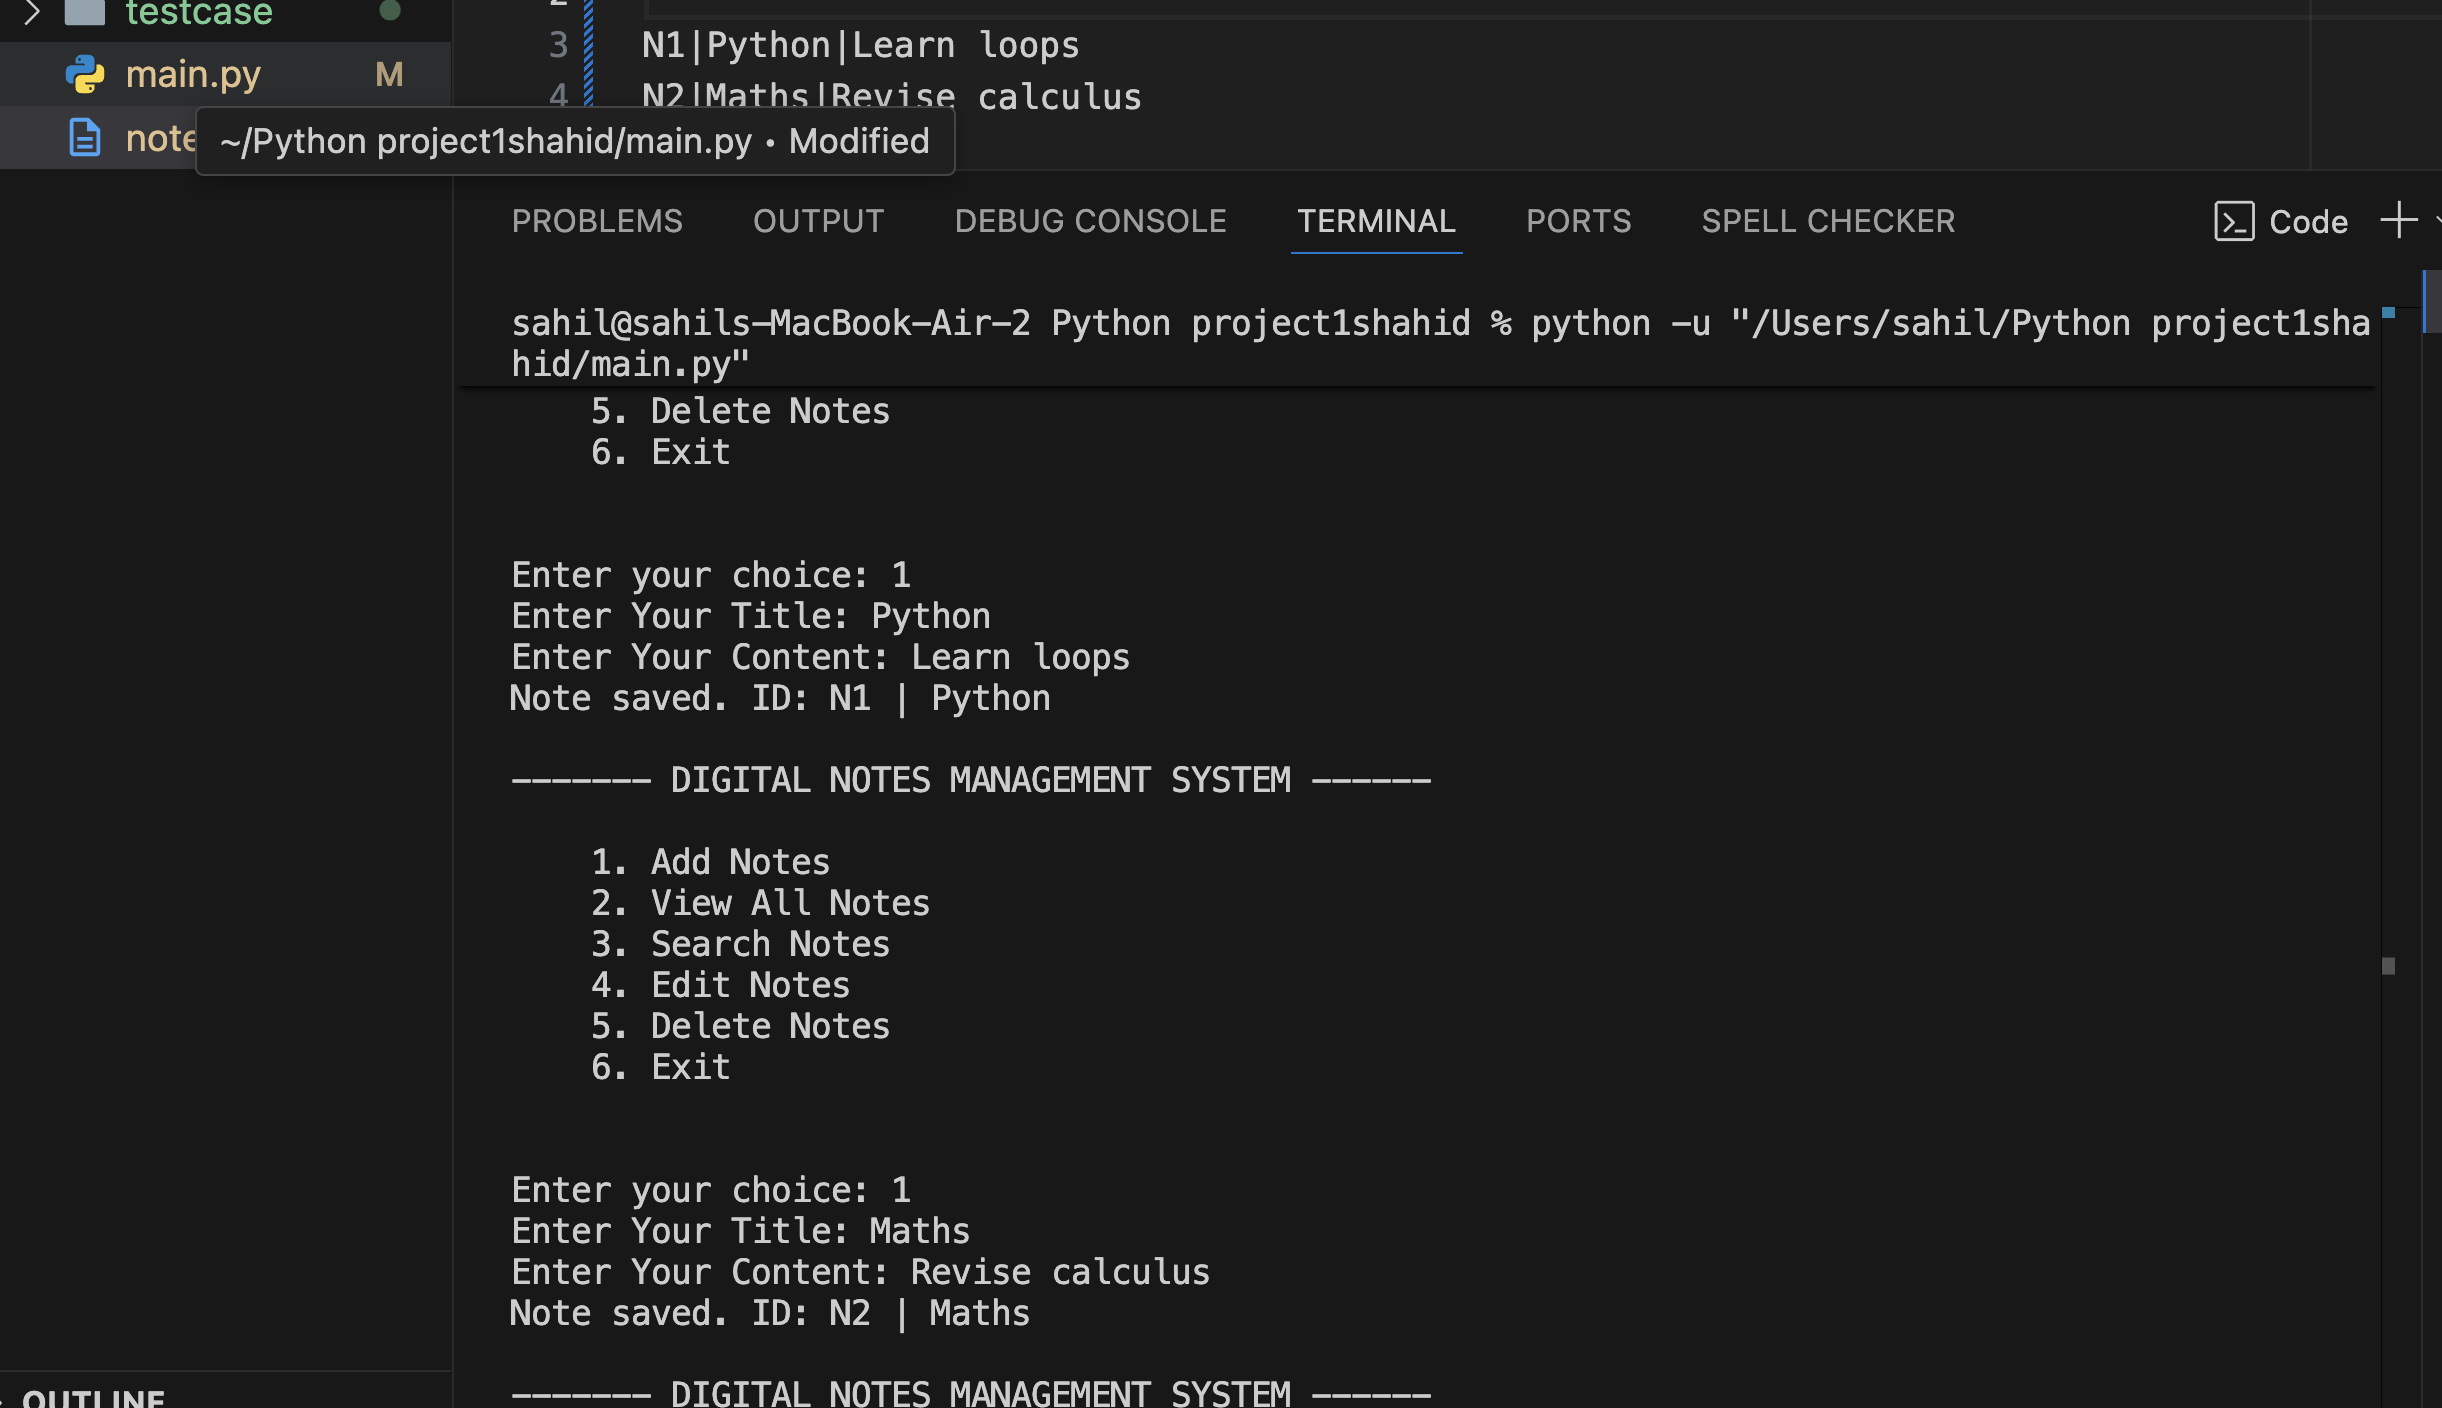 testcase
main.py M
note
~/Python project1shahid/main.py • Modified
2
3 N1|Python|Learn loops
4 N2|Maths|Revise calculus
PROBLEMS OUTPUT DEBUG CONSOLE TERMINAL PORTS SPELL CHECKER Code
sahil@sahils-MacBook-Air-2 Python project1shahid % python -u "/Users/sahil/Python project1sha
hid/main.py"
5. Delete Notes
6. Exit
Enter your choice: 1
Enter Your Title: Python
Enter Your Content: Learn loops
Note saved. ID: N1 | Python
------- DIGITAL NOTES MANAGEMENT SYSTEM ------
1. Add Notes
2. View All Notes
3. Search Notes
4. Edit Notes
5. Delete Notes
6. Exit
Enter your choice: 1
Enter Your Title: Maths
Enter Your Content: Revise calculus
Note saved. ID: N2 | Maths
------- DIGITAL NOTES MANAGEMENT SYSTEM ------
OUTLINE